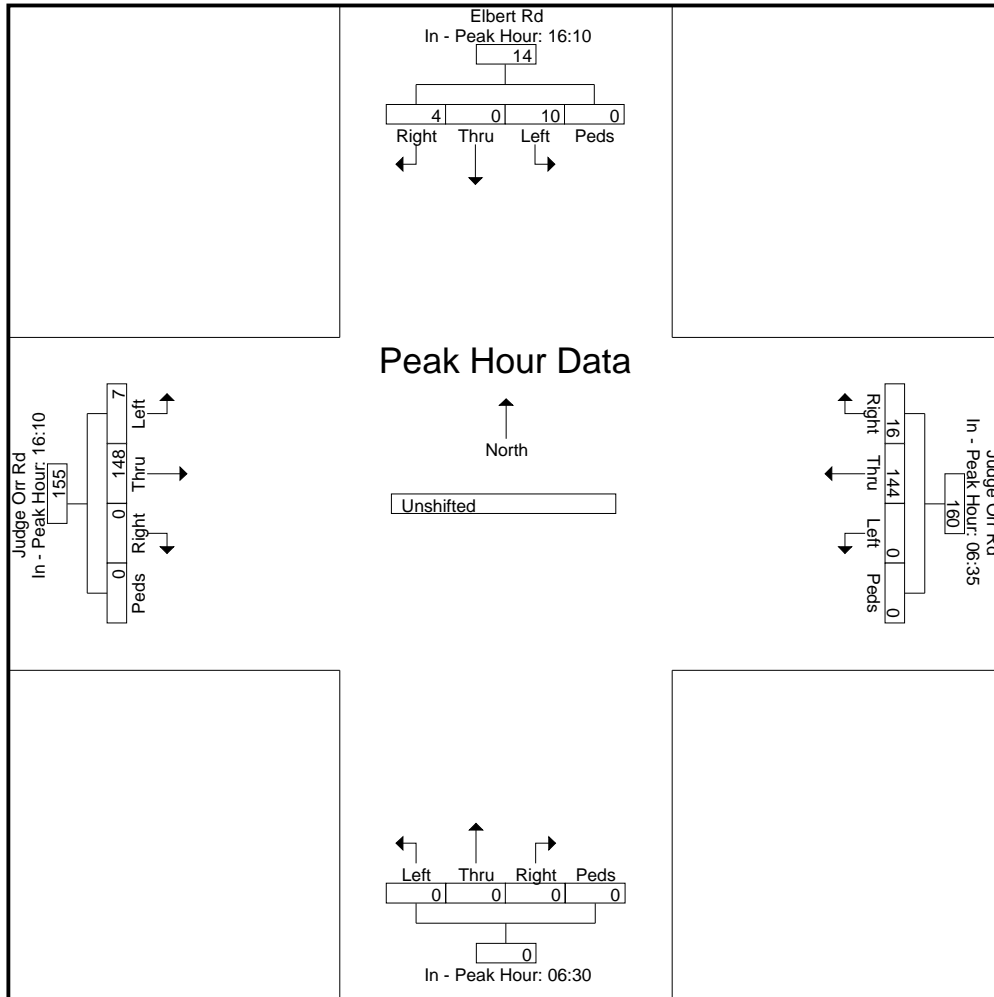 Elbert Rd
In - Peak Hour: 16:10
14
4 0 10 0
Right Thru Left Peds
Peak Hour Data
North
Unshifted
Judge Orr Rd
In - Peak Hour: 16:10
155
7 148 0 0
Left Thru Right Peds
Judge Orr Rd
In - Peak Hour: 06:35
160
16 144 0 0
Right Thru Left Peds
Left Thru Right Peds
0 0 0 0
0
In - Peak Hour: 06:30